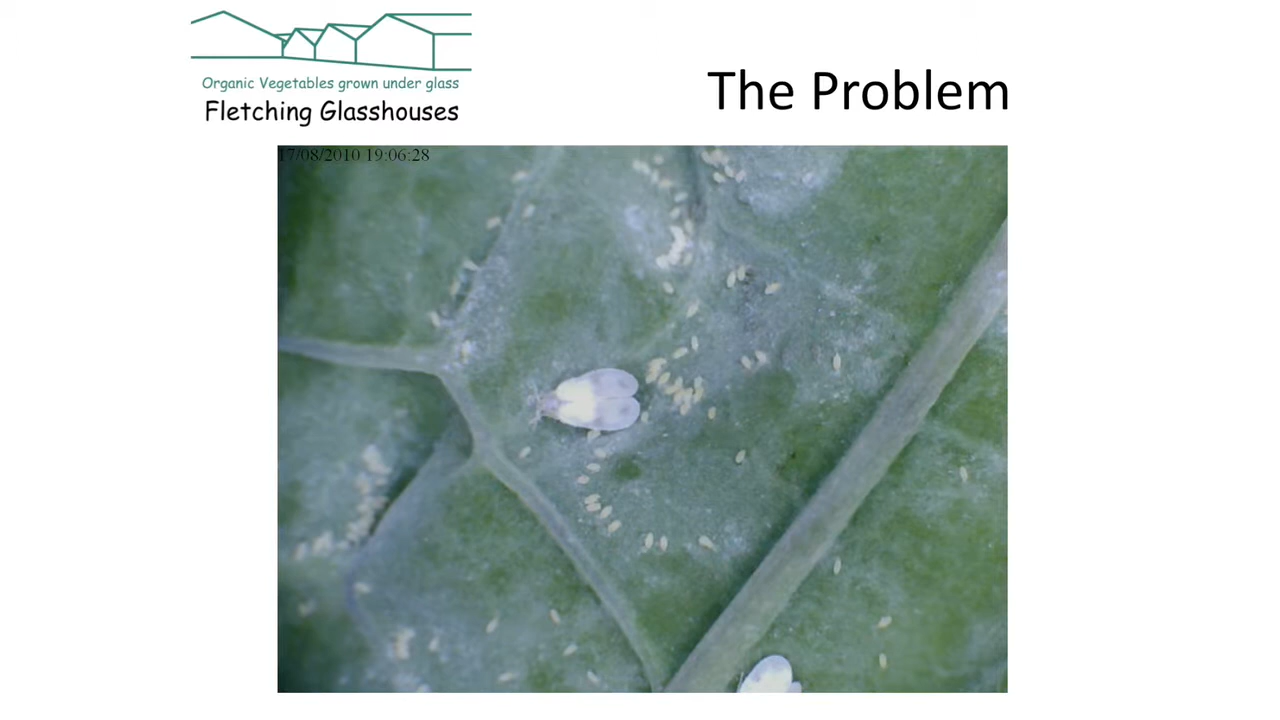 Organic Vegetables grown under glass
Fletching Glasshouses
The Problem
17/08/2010 19:06:28